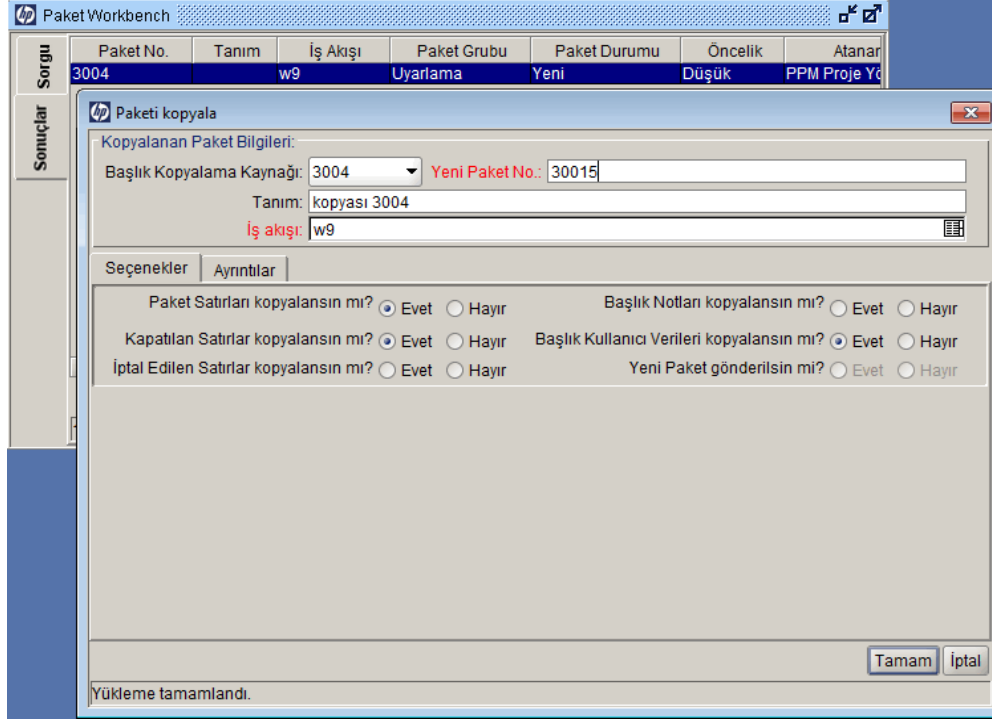 hp Paket Workbench
Sorgu
Sonuçlar
Paket No. Tanım İş Akışı Paket Grubu Paket Durumu Öncelik Atanan
3004 w9 Uyarlama Yeni Düşük PPM Proje Yö
hp Paketi kopyala
Kopyalanan Paket Bilgileri:
Başlık Kopyalama Kaynağı: 3004 Yeni Paket No.: 30015
Tanım: kopyası 3004
İş akışı: w9
Seçenekler Ayrıntılar
Paket Satırları kopyalansın mı? Evet Hayır Başlık Notları kopyalansın mı? Evet Hayır
Kapatılan Satırlar kopyalansın mı? Evet Hayır Başlık Kullanıcı Verileri kopyalansın mı? Evet Hayır
İptal Edilen Satırlar kopyalansın mı? Evet Hayır Yeni Paket gönderilsin mi? Evet Hayır
Tamam İptal
Yükleme tamamlandı.